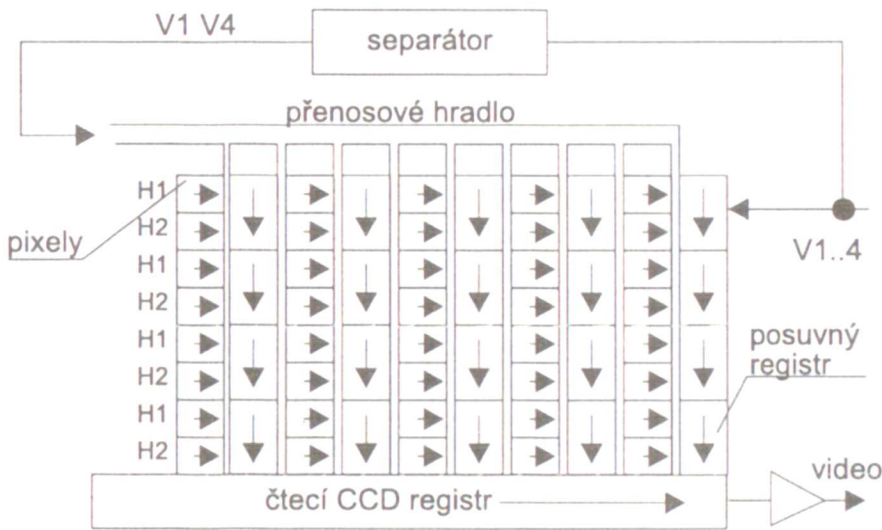 V1 V4
separátor
přenosové hradlo
H1
H2
pixely
H1
H2
H1
H2
H1
H2
V1..4
posuvný
registr
čtecí CCD registr
video